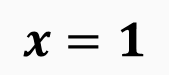 x = 1